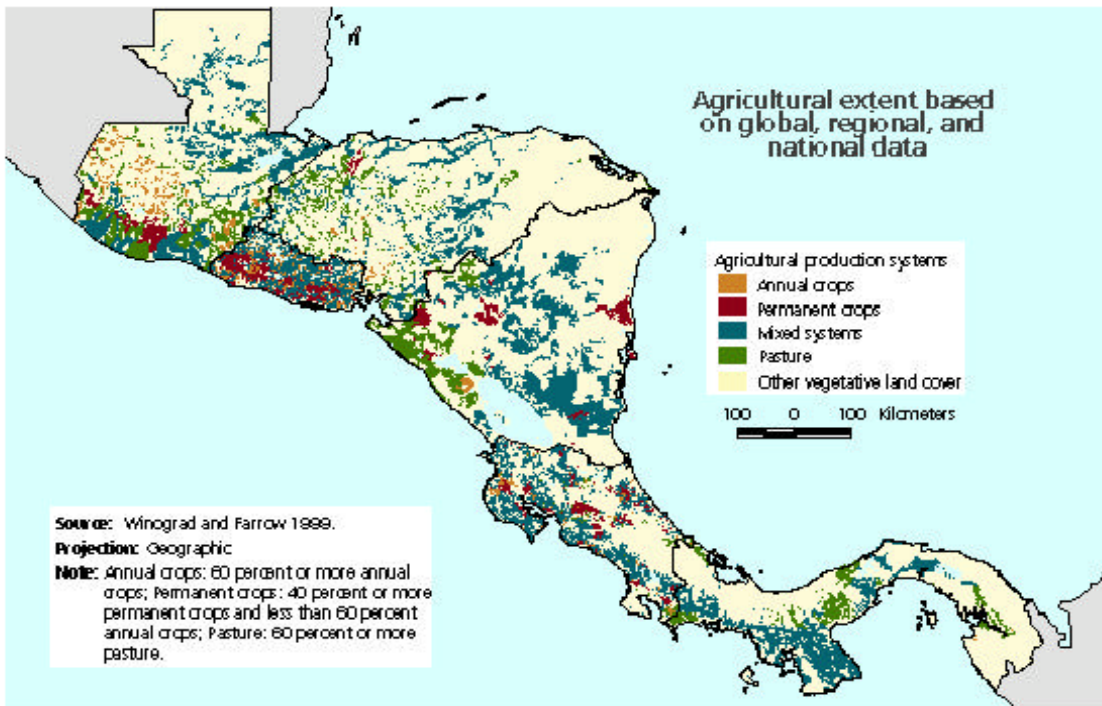 Agricultural extent based
on global, regional, and
national data
Agricultural production systems
Annual crops
Permanent crops
Mixed systems
Pasture
Other vegetative land cover
100 0 100 Kilometers
Source: Winograd and Farrow 1999.
Projection: Geographic
Note: Annual crops: 60 percent or more annual
crops; Permanent crops: 40 percent or more
permanent crops and less than 60 percent
annual crops; Pasture: 60 percent or more
pasture.